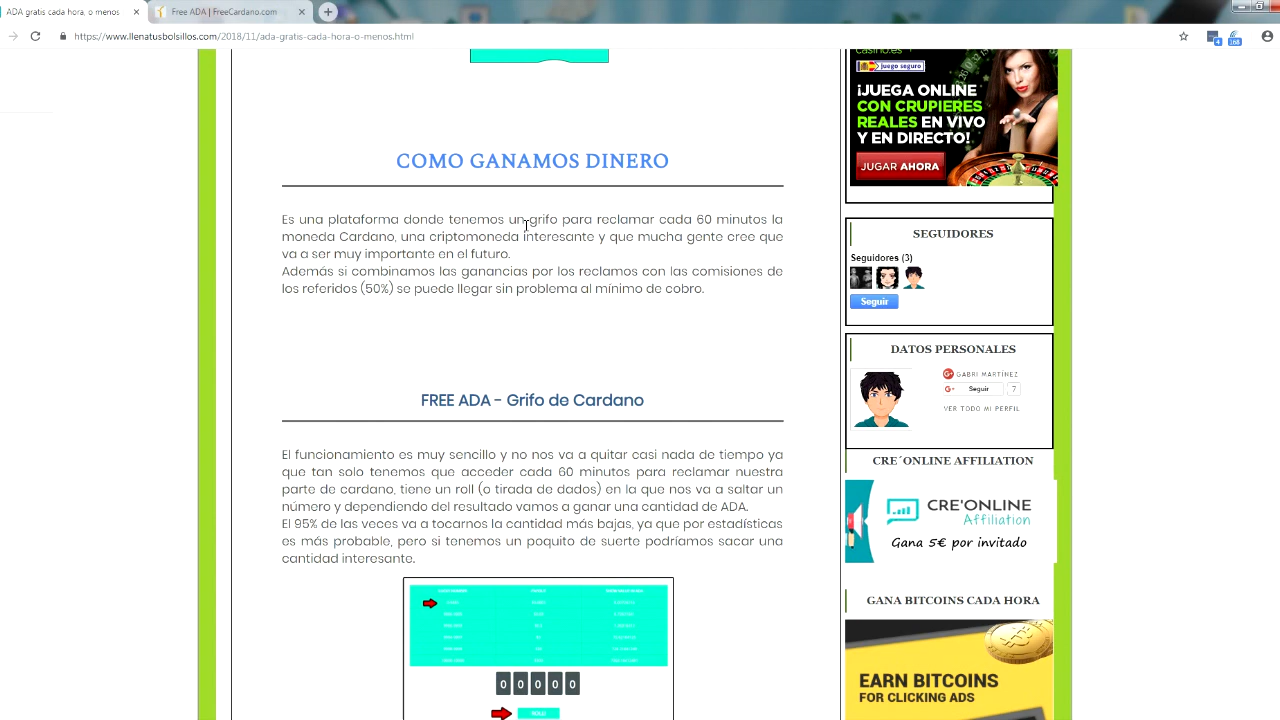 ADA gratis cada hora, o menos
Free ADA | FreeCardano.com
https://www.llenatusbolsillos.com/2018/11/ada-gratis-cada-hora-o-menos.html
COMO GANAMOS DINERO
Es una plataforma donde tenemos un grifo para reclamar cada 60 minutos la
moneda Cardano, una criptomoneda interesante y que mucha gente cree que
va a ser muy importante en el futuro.
Además si combinamos las ganancias por los reclamos con las comisiones de
los referidos (50%) se puede llegar sin problema al mínimo de cobro.
FREE ADA - Grifo de Cardano
El funcionamiento es muy sencillo y no nos va a quitar casi nada de tiempo ya
que tan solo tenemos que acceder cada 60 minutos para reclamar nuestra
parte de cardano, tiene un roll (o tirada de dados) en la que nos va a saltar un
número y dependiendo del resultado vamos a ganar una cantidad de ADA.
El 95% de las veces va a tocarnos la cantidad más bajas, ya que por estadísticas
es más probable, pero si tenemos un poquito de suerte podríamos sacar una
cantidad interesante.
0 0 0 0 0
casino.es
juego seguro
¡JUEGA ONLINE
CON CRUPIERES
REALES EN VIVO
Y EN DIRECTO!
JUGAR AHORA
SEGUIDORES
Seguidores (3)
Seguir
DATOS PERSONALES
GABRI MARTÍNEZ
G+ Seguir 7
VER TODO MI PERFIL
CRE´ONLINE AFFILIATION
CRE'ONLINE
Affiliation
Gana 5€ por invitado
GANA BITCOINS CADA HORA
EARN BITCOINS
FOR CLICKING ADS